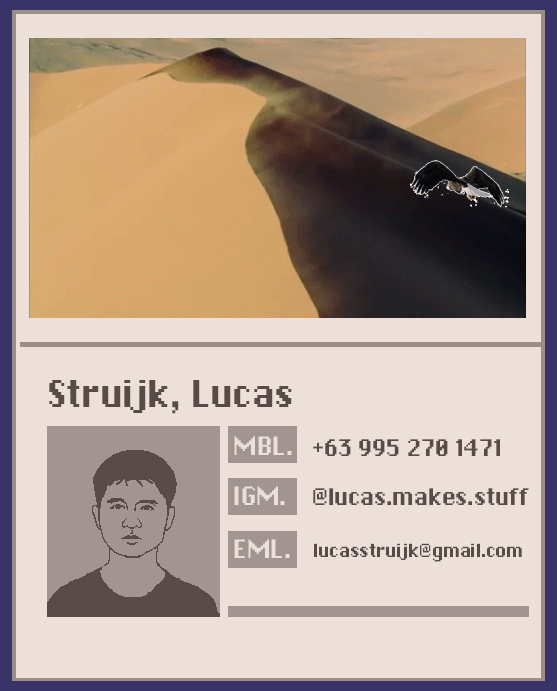 Struijk, Lucas
MBL. +63 995 270 1471
IGM. @lucas.makes.stuff
EML. lucasstruijk@gmail.com